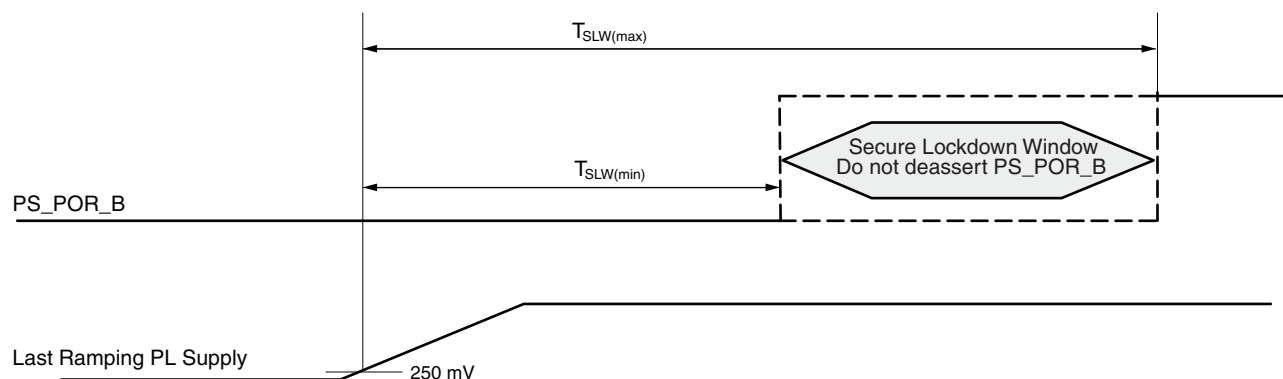 TSLW(max)
Secure Lockdown Window
Do not deassert PS_POR_B
TSLW(min)
PS_POR_B
Last Ramping PL Supply
250 mV